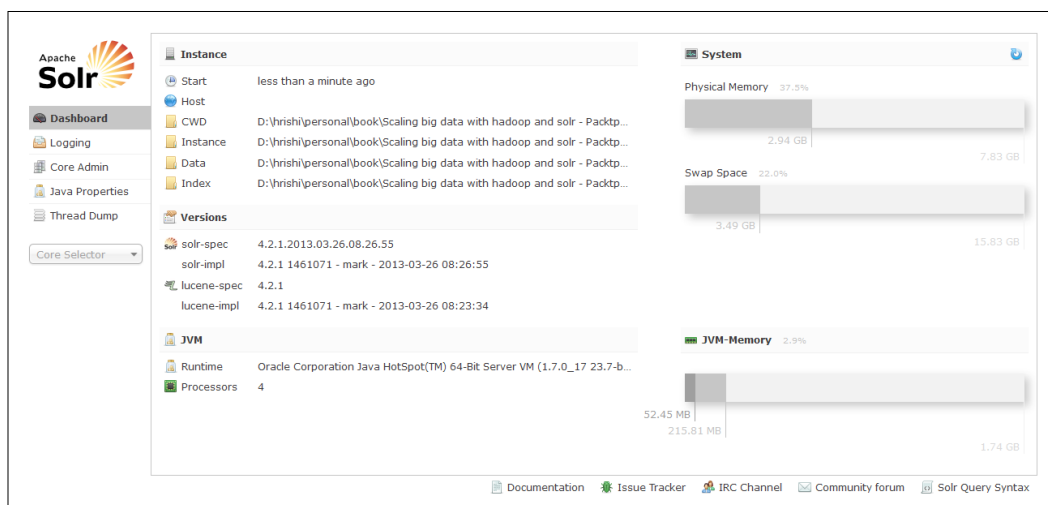 Apache
Solr
Dashboard
Logging
Core Admin
Java Properties
Thread Dump
Core Selector
Instance
Start less than a minute ago
Host
CWD D:\hrishi\personal\book\Scaling big data with hadoop and solr - Packtp...
Instance D:\hrishi\personal\book\Scaling big data with hadoop and solr - Packtp...
Data D:\hrishi\personal\book\Scaling big data with hadoop and solr - Packtp...
Index D:\hrishi\personal\book\Scaling big data with hadoop and solr - Packtp...
Versions
Solr solr-spec 4.2.1.2013.03.26.08.26.55
solr-impl 4.2.1 1461071 - mark - 2013-03-26 08:26:55
lucene-spec 4.2.1
lucene-impl 4.2.1 1461071 - mark - 2013-03-26 08:23:34
JVM
Runtime Oracle Corporation Java HotSpot(TM) 64-Bit Server VM (1.7.0_17 23.7-b...
Processors 4
System
Physical Memory 37.5%
2.94 GB
7.83 GB
Swap Space 22.0%
3.49 GB
15.83 GB
JVM-Memory 2.9%
52.45 MB
215.81 MB
1.74 GB
Documentation Issue Tracker IRC Channel Community forum Solr Query Syntax